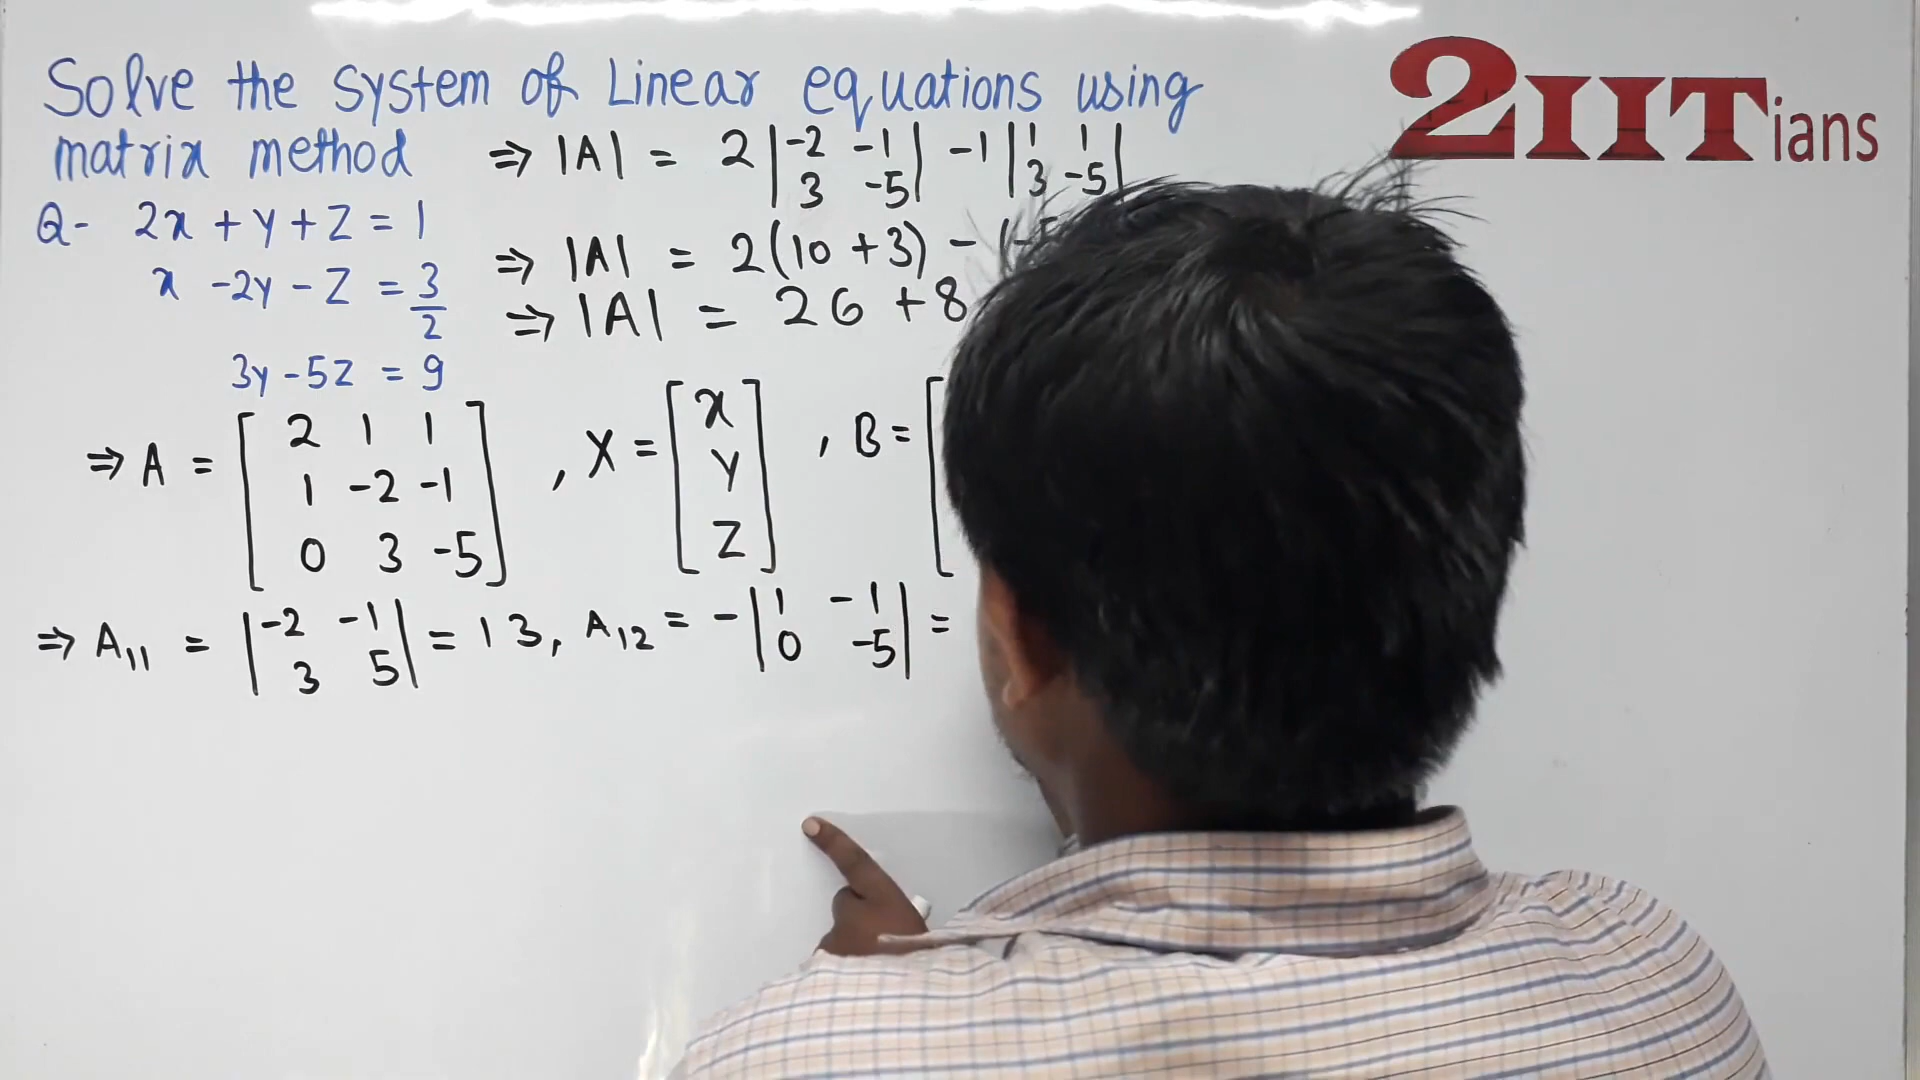 Solve the system of Linear equations using
matrix method
⇒ |A| = 2 |-2 -1| -1 |1 1|
|3 -5| |3 -5|
Q- 2x + y + z = 1
⇒ |A| = 2(10 + 3) - (-5
x - 2y - z = 3/2
⇒ |A| = 26 + 8
3y - 5z = 9
⇒ A = [2 1 1
1 -2 -1
0 3 -5]
, X = [x
y
z]
, B = [
⇒ A11 = |-2 -1| = 13, A12 = - |1 -1| =
|3 5| |0 -5|
2IITians